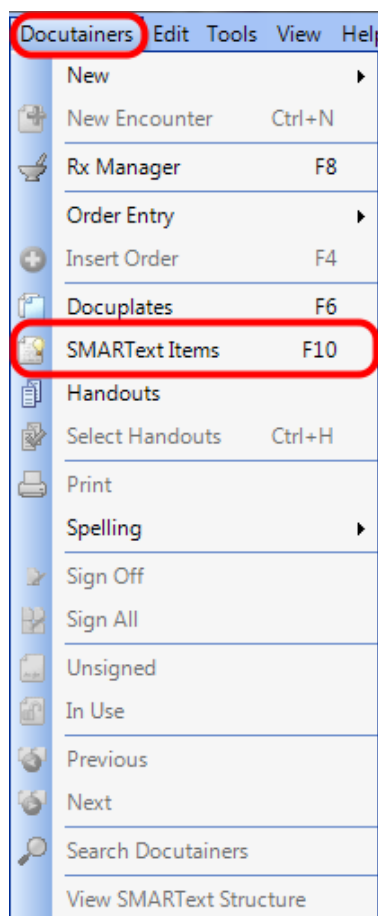 Docutainers Edit Tools View Help
New
New Encounter Ctrl+N
Rx Manager F8
Order Entry
Insert Order F4
Docuplates F6
SMARText Items F10
Handouts
Select Handouts Ctrl+H
Print
Spelling
Sign Off
Sign All
Unsigned
In Use
Previous
Next
Search Docutainers
View SMARText Structure